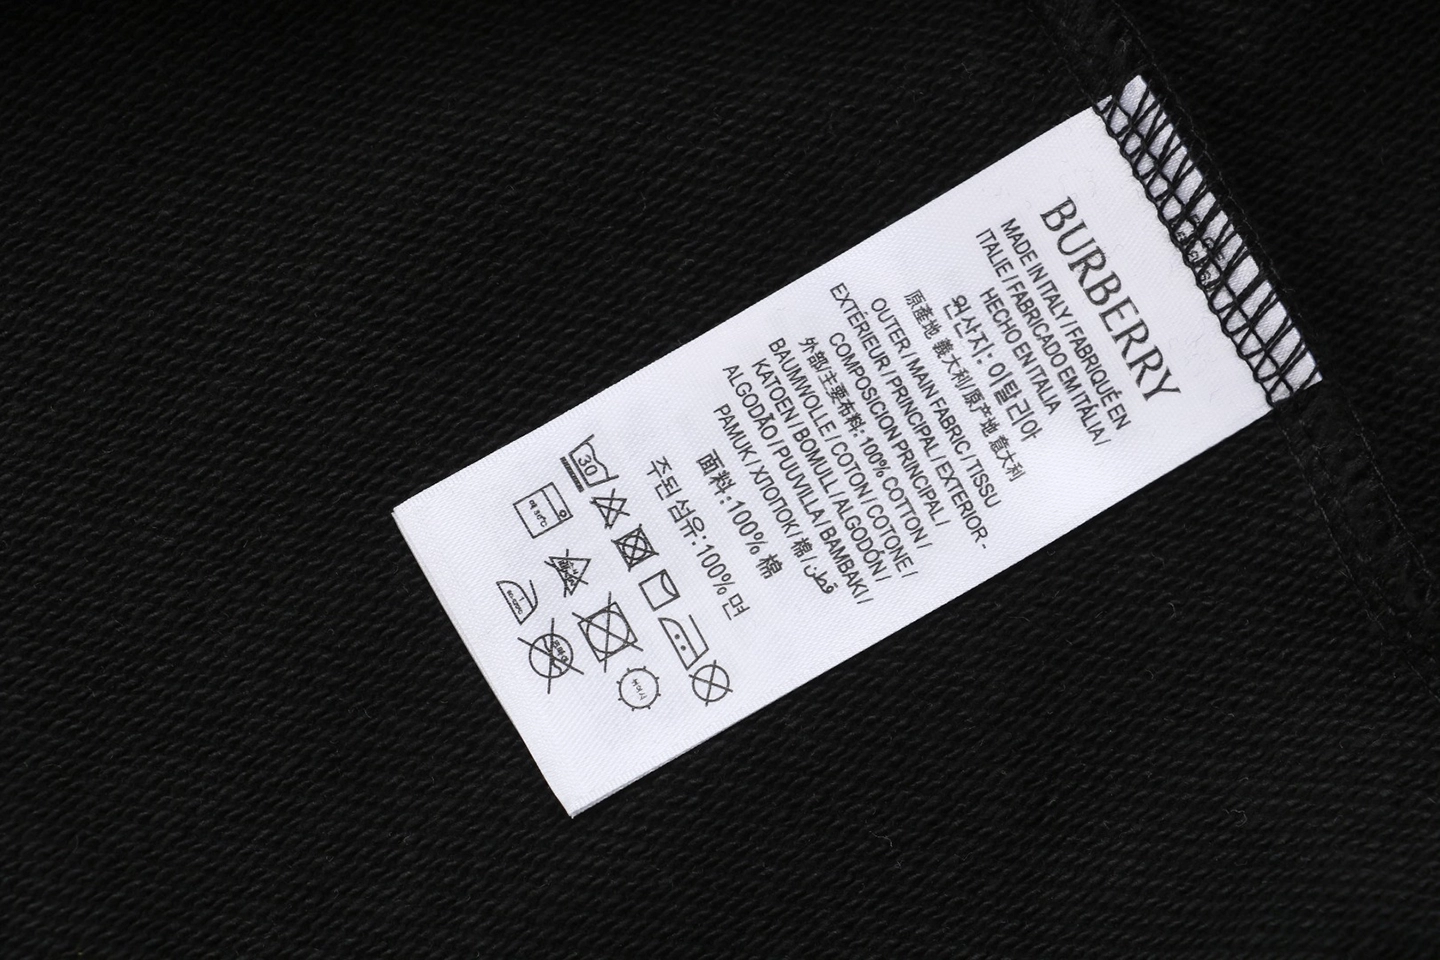 BURBERRY
MADE IN ITALY / FABRIQUÉ EN
ITALIE / FABRICADO EM ITÁLIA /
HECHO EN ITALIA
원산지: 이탈리아
原產地 義大利/原产地 意大利
OUTER / MAIN FABRIC / TISSU
EXTÉRIEUR / PRINCIPAL / EXTERIOR -
COMPOSICION PRINCIPAL /
外部/主要布料: 100% COTTON /
BAUMWOLLE / COTON / COTONE /
KATOEN / BOMULL / ALGODÓN /
ALGODÃO / PUUVILLA / BAMBAKI /
PAMUK / ХЛОПОК / 棉 / قطن
面料: 100% 棉
주된 섬유: 100% 면
30